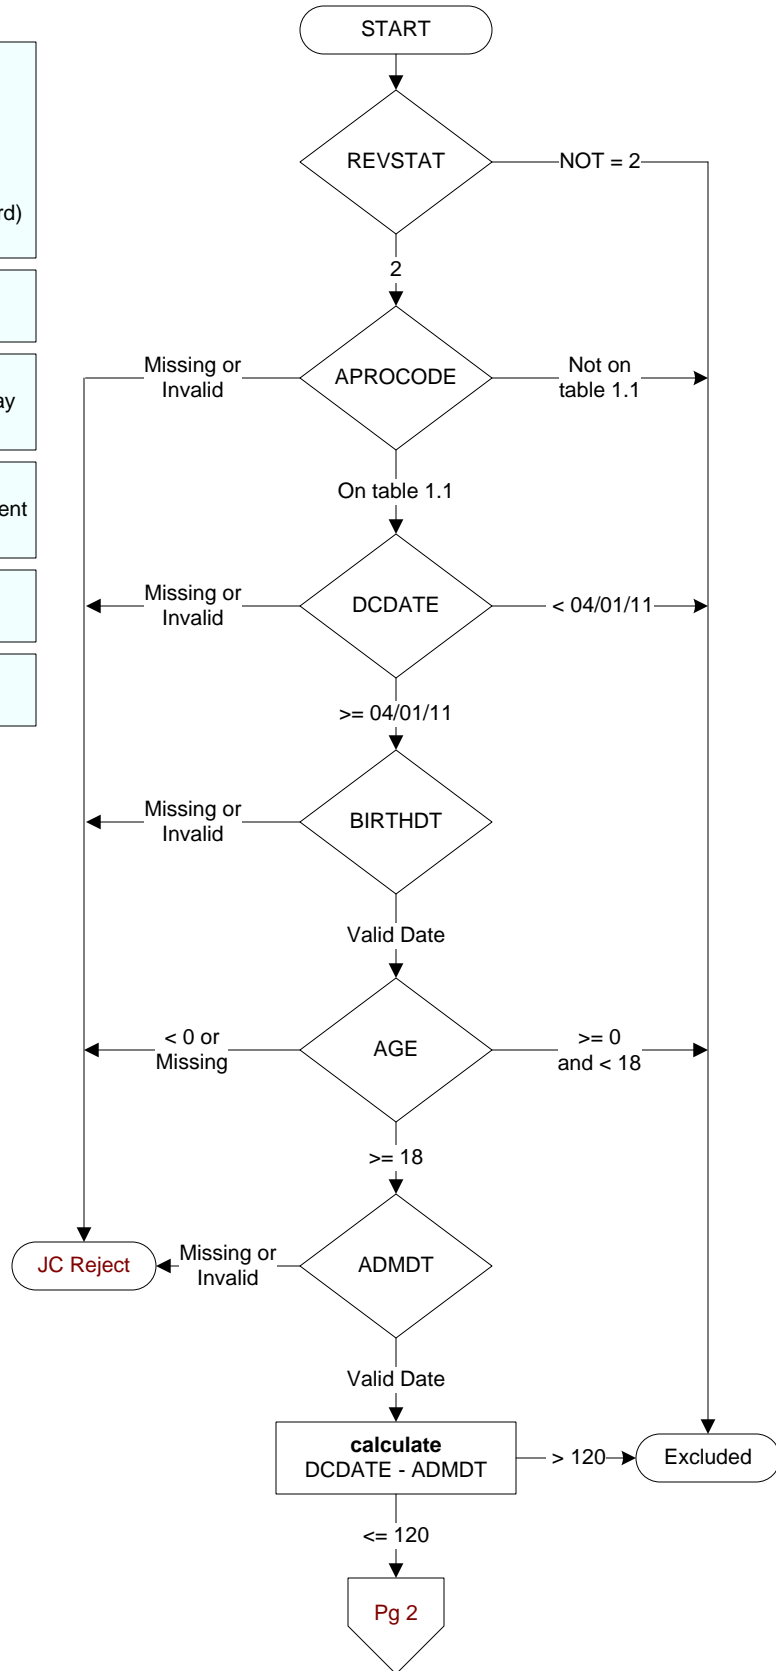 START
REVSTAT
NOT = 2
rd)
2
Missing or
Invalid
APROCODE
Not on
table 1.1
ay
On table 1.1
ent
Missing or
Invalid
DCDATE
< 04/01/11
>= 04/01/11
Missing or
Invalid
BIRTHDT
Valid Date
< 0 or
Missing
AGE
>= 0
and < 18
>= 18
JC Reject
Missing or
Invalid
ADMDT
Valid Date
calculate
DCDATE - ADMDT
> 120
Excluded
<= 120
Pg 2